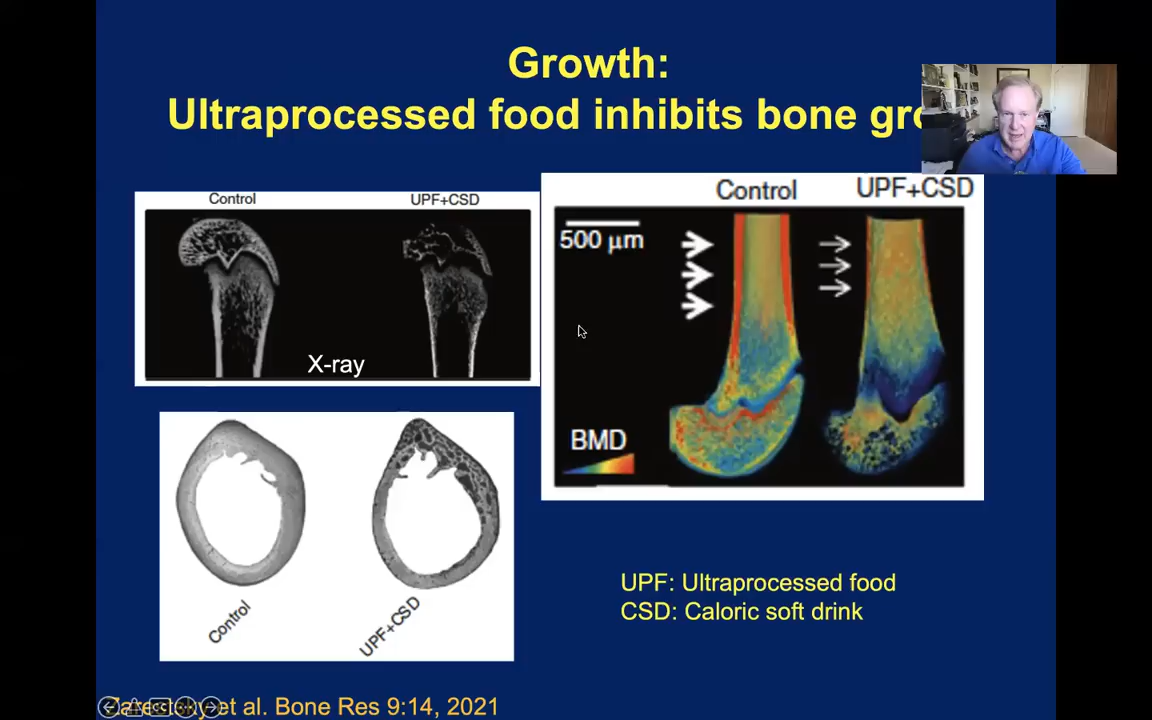 Growth:
Ultraprocessed food inhibits bone gro
Control
UPF+CSD
X-ray
Control
UPF+CSD
500 μm
BMD
Control
UPF+CSD
UPF: Ultraprocessed food
CSD: Caloric soft drink
et al. Bone Res 9:14, 2021